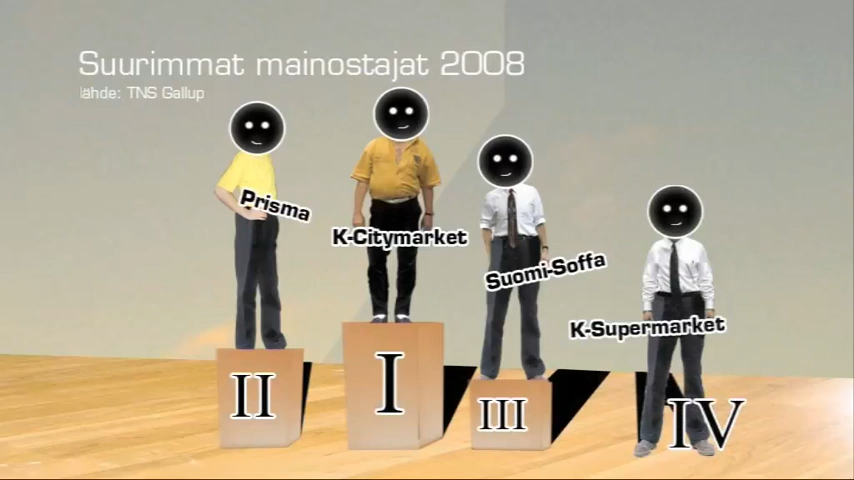 Suurimmat mainostajat 2008
lähde: TNS Gallup
Prisma
K-Citymarket
Suomi-Soffa
K-Supermarket
II
I
III
IV